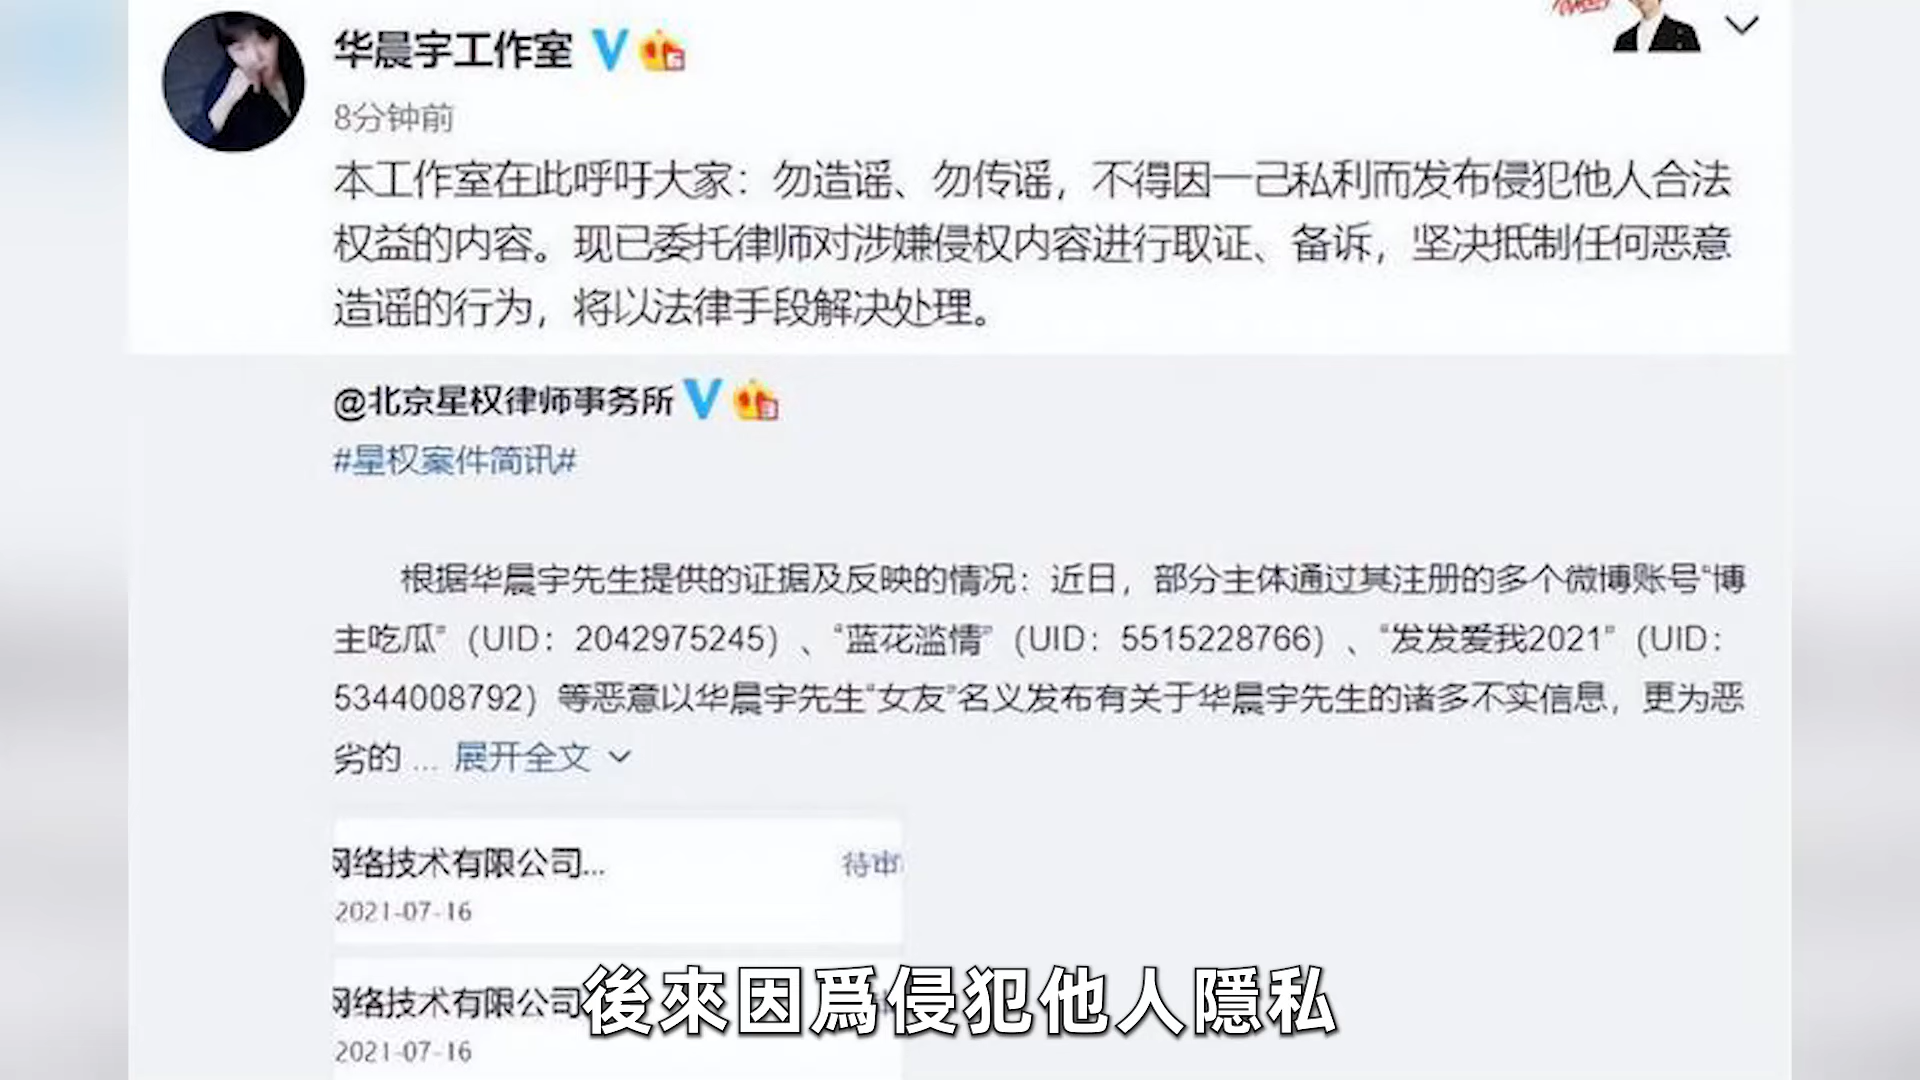 华晨宇工作室
8分钟前
本工作室在此呼吁大家：勿造谣、勿传谣，不得因一己私利而发布侵犯他人合法
权益的内容。现已委托律师对涉嫌侵权内容进行取证、备诉，坚决抵制任何恶意
造谣的行为，将以法律手段解决处理。
@北京星权律师事务所
#星权案件简讯#
根据华晨宇先生提供的证据及反映的情况：近日，部分主体通过其注册的多个微博账号“博
主吃瓜”（UID：2042975245）、“蓝花滥情”（UID：5515228766）、“发发爱我2021”（UID：
5344008792）等恶意以华晨宇先生“女友”名义发布有关于华晨宇先生的诸多不实信息，更为恶
劣的 ... 展开全文
网络技术有限公司... 待审
2021-07-16
网络技术有限公司
2021-07-16
後來因爲侵犯他人隱私